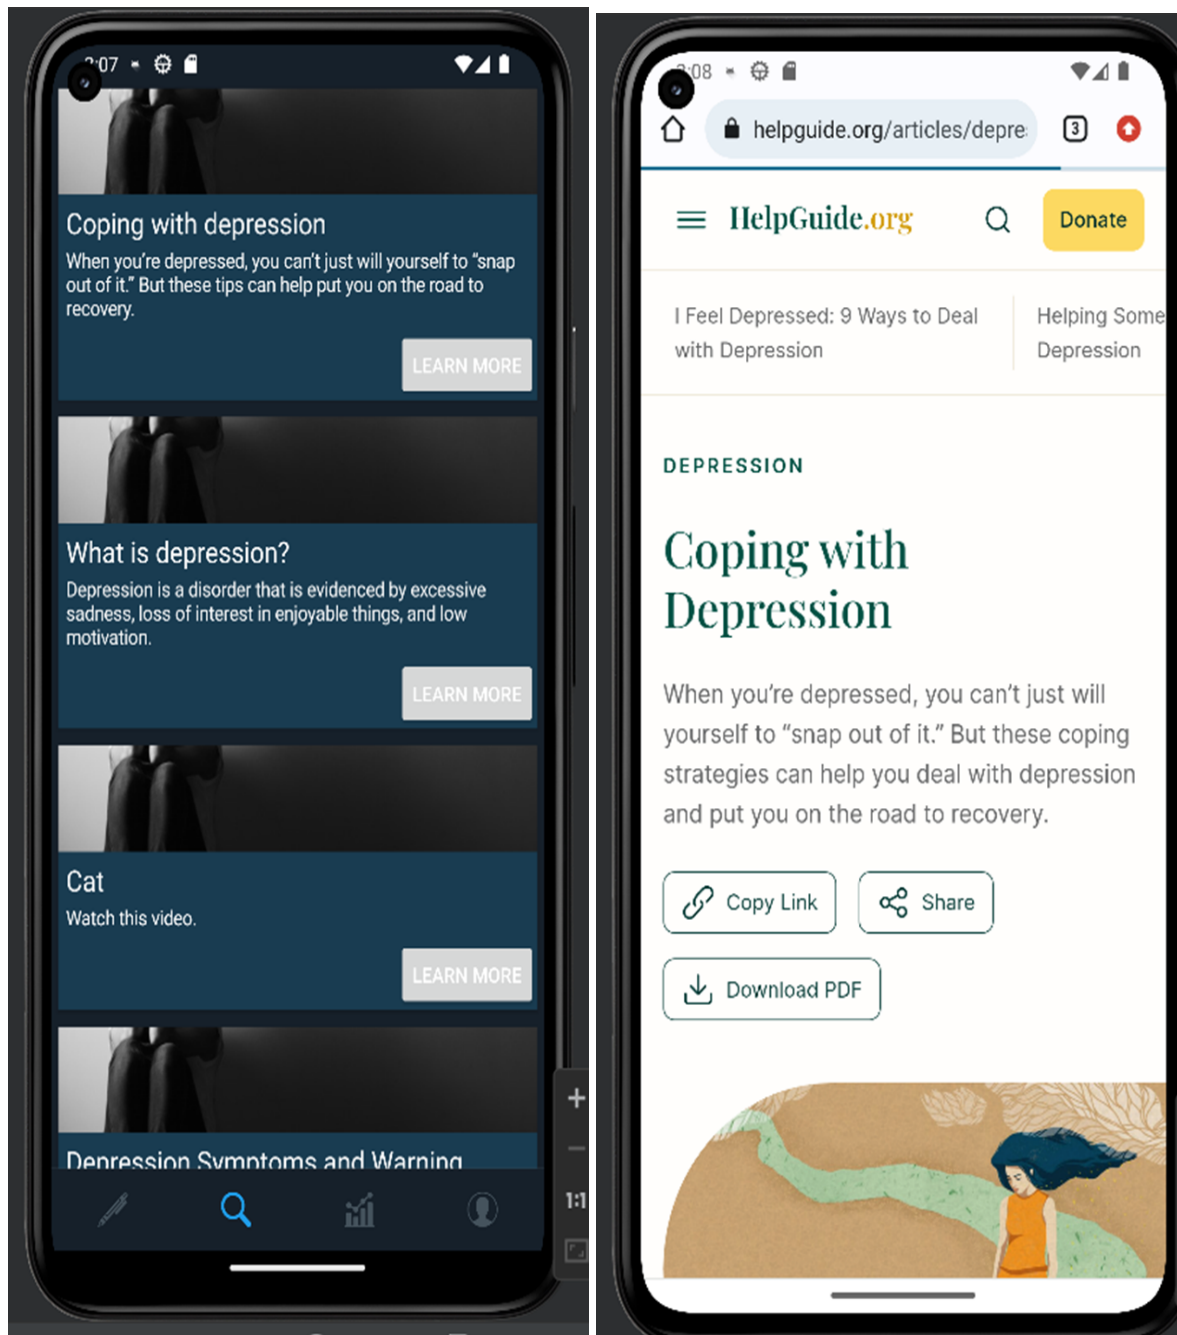 :07
Coping with depression
When you're depressed, you can't just will yourself to “snap
out of it.” But these tips can help put you on the road to
recovery.
LEARN MORE
What is depression?
Depression is a disorder that is evidenced by excessive
sadness, loss of interest in enjoyable things, and low
motivation.
LEARN MORE
Cat
Watch this video.
LEARN MORE
Depression Symptoms and Warning
1:1
:08
helpguide.org/articles/depre
3
HelpGuide.org
Donate
I Feel Depressed: 9 Ways to Deal
with Depression
Helping Some
Depression
DEPRESSION
Coping with
Depression
When you’re depressed, you can’t just will
yourself to “snap out of it.” But these coping
strategies can help you deal with depression
and put you on the road to recovery.
Copy Link
Share
Download PDF